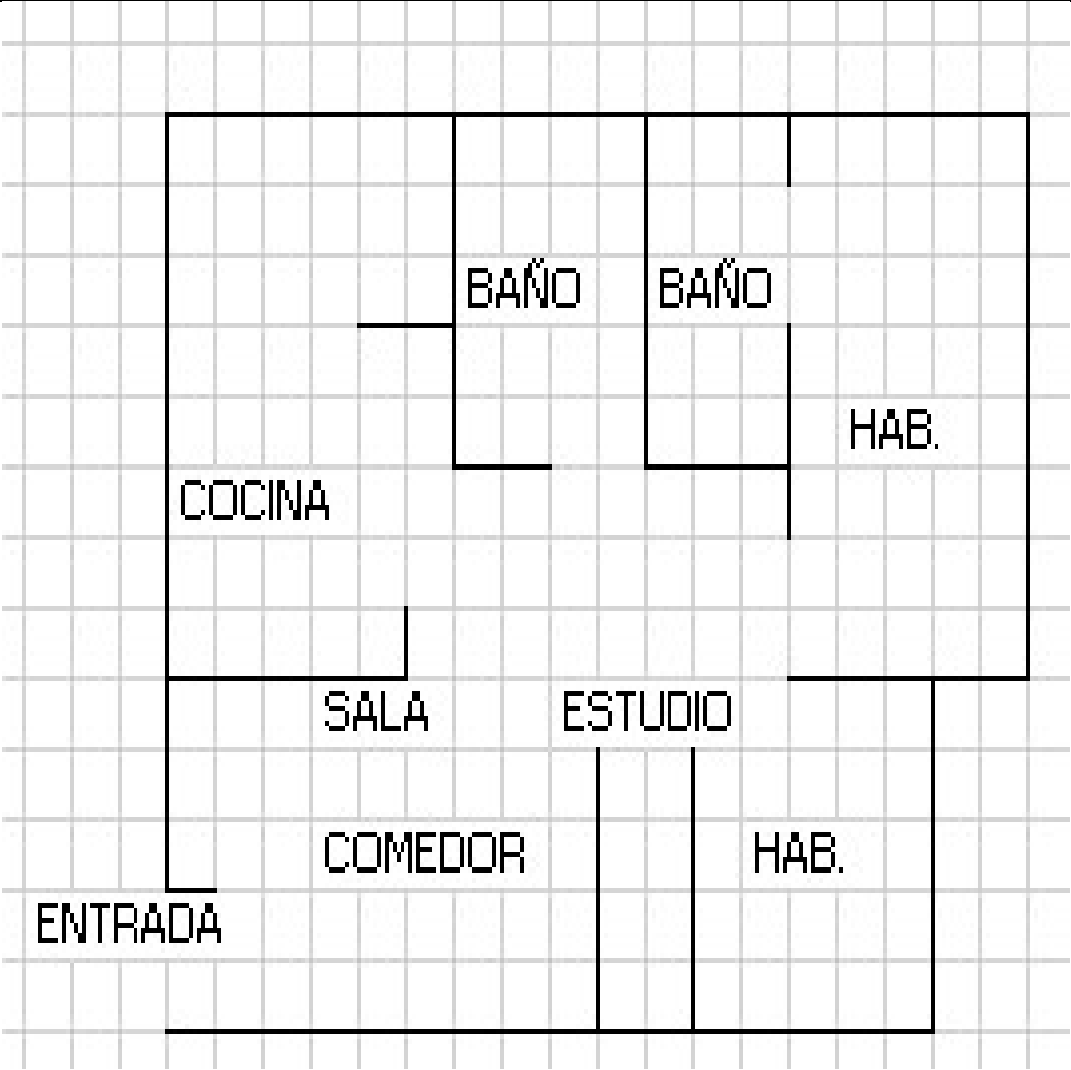 BAÑO BAÑO
HAB.
COCINA
SALA ESTUDIO
COMEDOR HAB.
ENTRADA